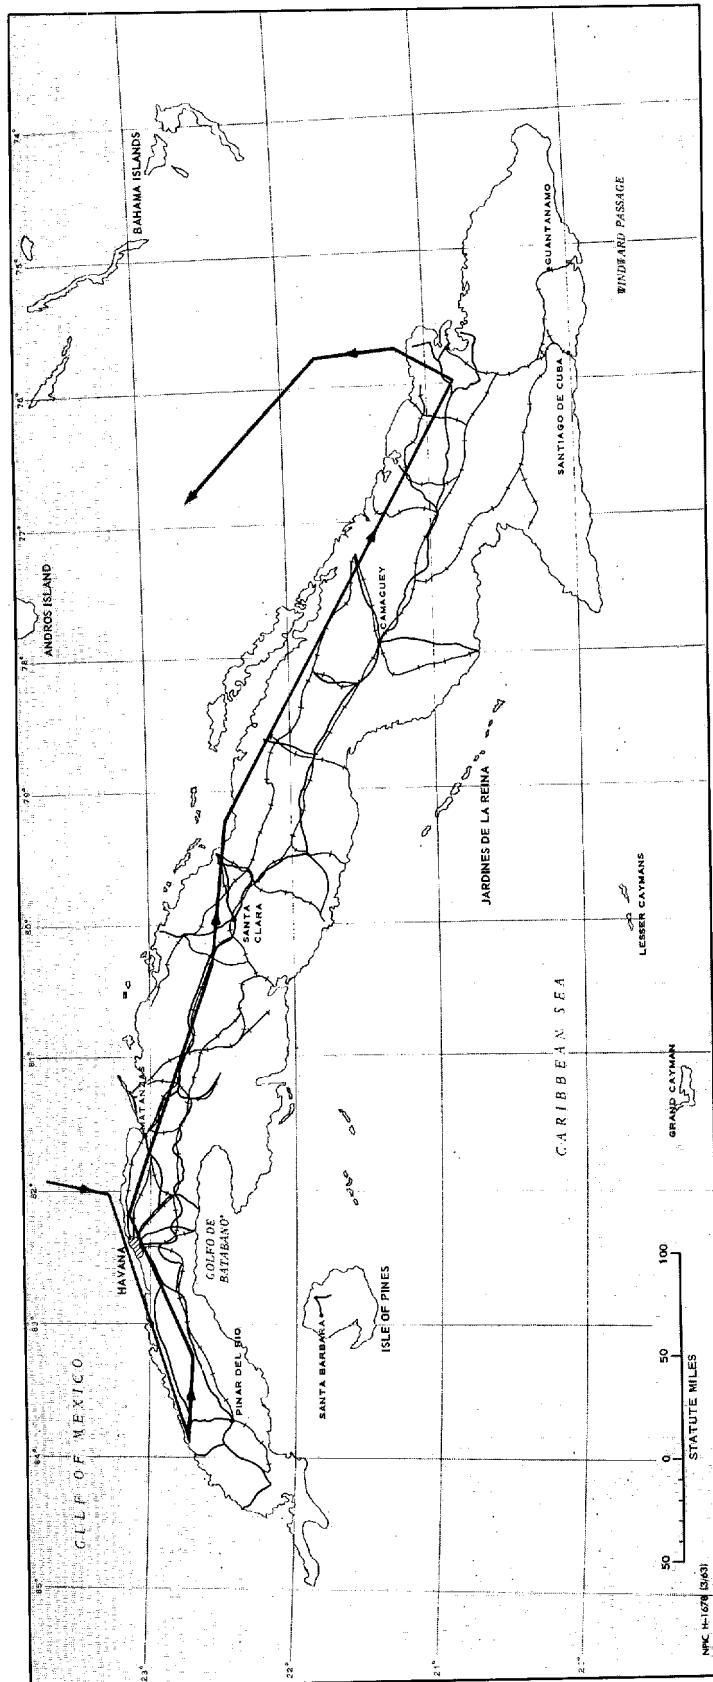 GULF OF MEXICO
HAVANA
MATANZAS
ANDROS ISLAND
BAHAMA ISLANDS
PINAR DEL RIO
GOLFO DE
BATABANO
SANTA
CLARA
CAMAGUEY
GUANTANAMO
SANTIAGO DE CUBA
WINDWARD PASSAGE
SANTA BARBARA
ISLE OF PINES
JARDINES DE LA REINA
CARIBBEAN SEA
LESSER CAYMANS
GRAND CAYMAN
85°
84°
83°
82°
81°
80°
79°
78°
77°
76°
75°
74°
23°
22°
21°
21°
50 0 50 100
STATUTE MILES
NPIC H-1678 (3/63)